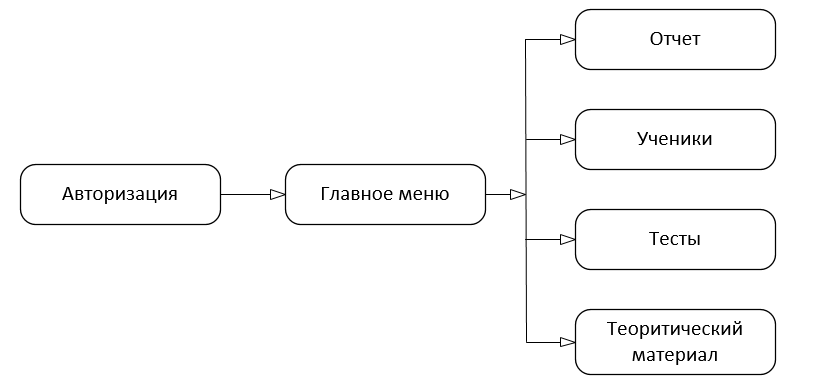 Отчет
Ученики
Авторизация
Главное меню
Тесты
Теоритический
материал